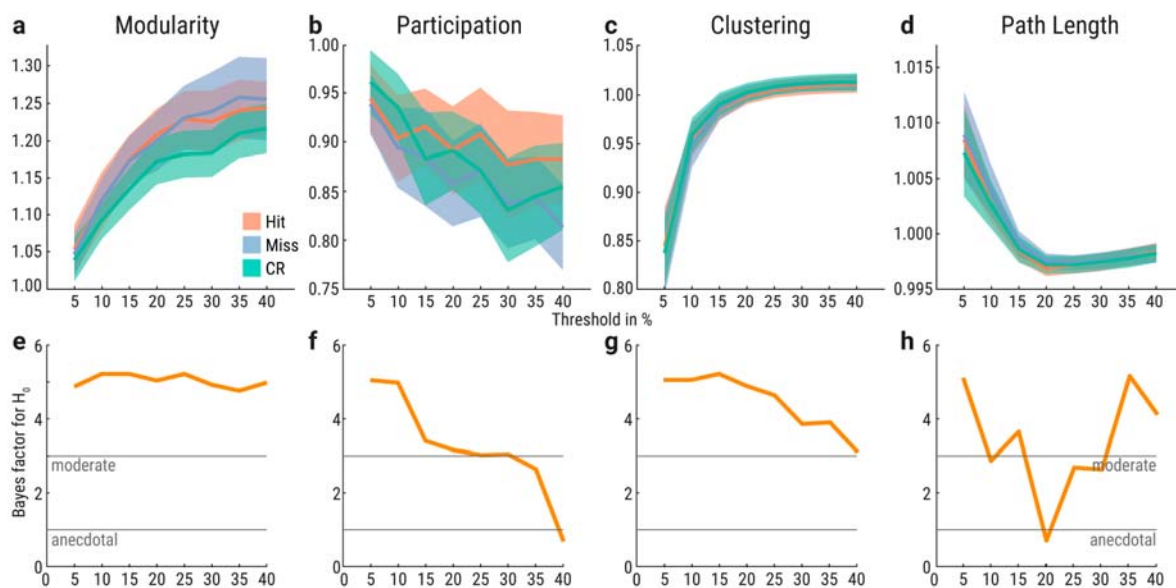 a Modularity
b Participation
c Clustering
d Path Length
1.30
1.25
1.20
1.15
1.10
1.05
1.00
5 10 15 20 25 30 35 40
Hit
Miss
CR
1.00
0.95
0.90
0.85
0.80
0.75
5 10 15 20 25 30 35 40
1.05
1.00
0.95
0.90
0.85
0.80
5 10 15 20 25 30 35 40
1.015
1.010
1.005
1.000
0.995
5 10 15 20 25 30 35 40
Threshold in %
e
Bayes factor for H0
6
4
2
0
moderate
anecdotal
0 5 10 15 20 25 30 35 40
f
6
4
2
0
0 5 10 15 20 25 30 35 40
g
6
4
2
0
0 5 10 15 20 25 30 35 40
h
6
4
2
0
moderate
anecdotal
0 5 10 15 20 25 30 35 40